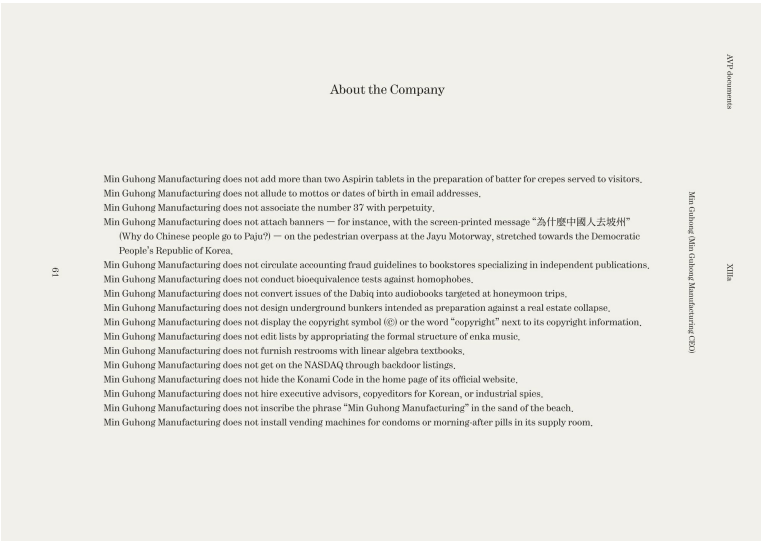 About the Company
Min Guhong Manufacturing does not add more than two Aspirin tablets in the preparation of batter for crepes served to visitors.
Min Guhong Manufacturing does not allude to mottos or dates of birth in email addresses.
Min Guhong Manufacturing does not associate the number 37 with perpetuity.
Min Guhong Manufacturing does not attach banners — for instance, with the screen-printed message “為什麼中國人去坡州”
(Why do Chinese people go to Paju?) — on the pedestrian overpass at the Jayu Motorway, stretched towards the Democratic
People’s Republic of Korea.
Min Guhong Manufacturing does not circulate accounting fraud guidelines to bookstores specializing in independent publications.
Min Guhong Manufacturing does not conduct bioequivalence tests against homophobes.
Min Guhong Manufacturing does not convert issues of the Dabiq into audiobooks targeted at honeymoon trips.
Min Guhong Manufacturing does not design underground bunkers intended as preparation against a real estate collapse.
Min Guhong Manufacturing does not display the copyright symbol (©) or the word “copyright” next to its copyright information.
Min Guhong Manufacturing does not edit lists by appropriating the formal structure of enka music.
Min Guhong Manufacturing does not furnish restrooms with linear algebra textbooks.
Min Guhong Manufacturing does not get on the NASDAQ through backdoor listings.
Min Guhong Manufacturing does not hide the Konami Code in the home page of its official website.
Min Guhong Manufacturing does not hire executive advisors, copyeditors for Korean, or industrial spies.
Min Guhong Manufacturing does not inscribe the phrase “Min Guhong Manufacturing” in the sand of the beach.
Min Guhong Manufacturing does not install vending machines for condoms or morning-after pills in its supply room.
AVP documents
XIIIa
Min Guhong (Min Guhong Manufacturing CEO)
61